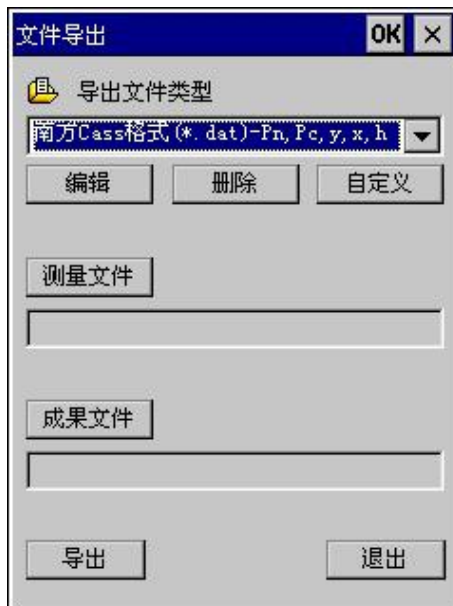 文件导出 OK ×
导出文件类型
南方Cass格式(*.dat)-Pn,Pc,y,x,h
编辑 删除 自定义
测量文件
成果文件
导出 退出